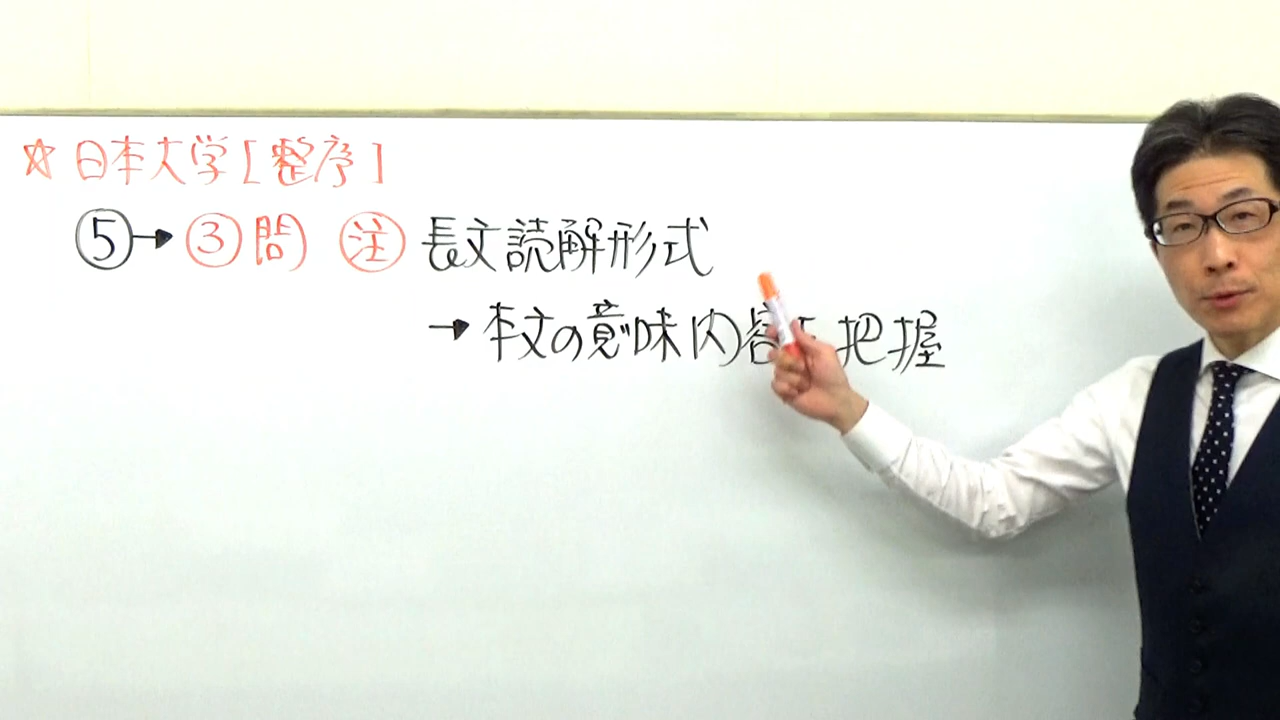 ☆日本大学[整序]
⑤→③問 ㊟ 長文読解形式
→本文の意味内容 把握